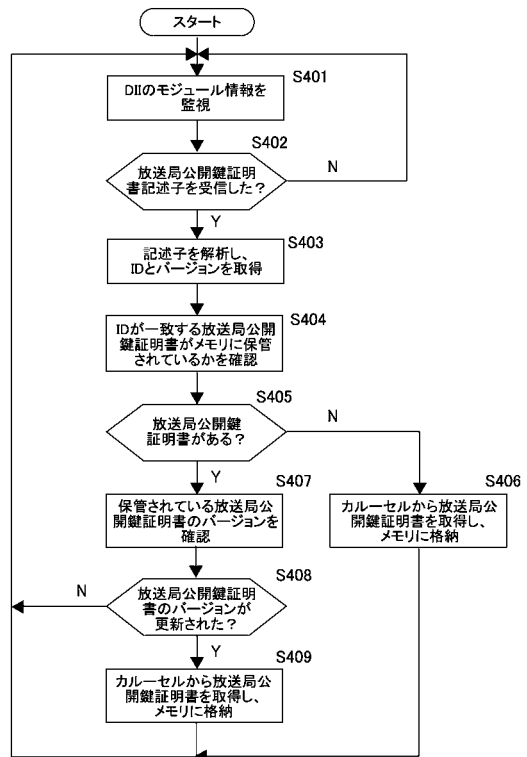 スタート
S401
DIIのモジュール情報を
監視
S402
放送局公開鍵証明
書記述子を受信した?
N
Y
S403
記述子を解析し、
IDとバージョンを取得
S404
IDが一致する放送局公開
鍵証明書がメモリに保管
されているかを確認
S405
放送局公開鍵
証明書がある?
N
Y
S407
保管されている放送局公
開鍵証明書のバージョンを
確認
S406
カルーセルから放送局公
開鍵証明書を取得し、
メモリに格納
S408
放送局公開鍵証明
書のバージョンが
更新された?
N
Y
S409
カルーセルから放送局公
開鍵証明書を取得し、
メモリに格納